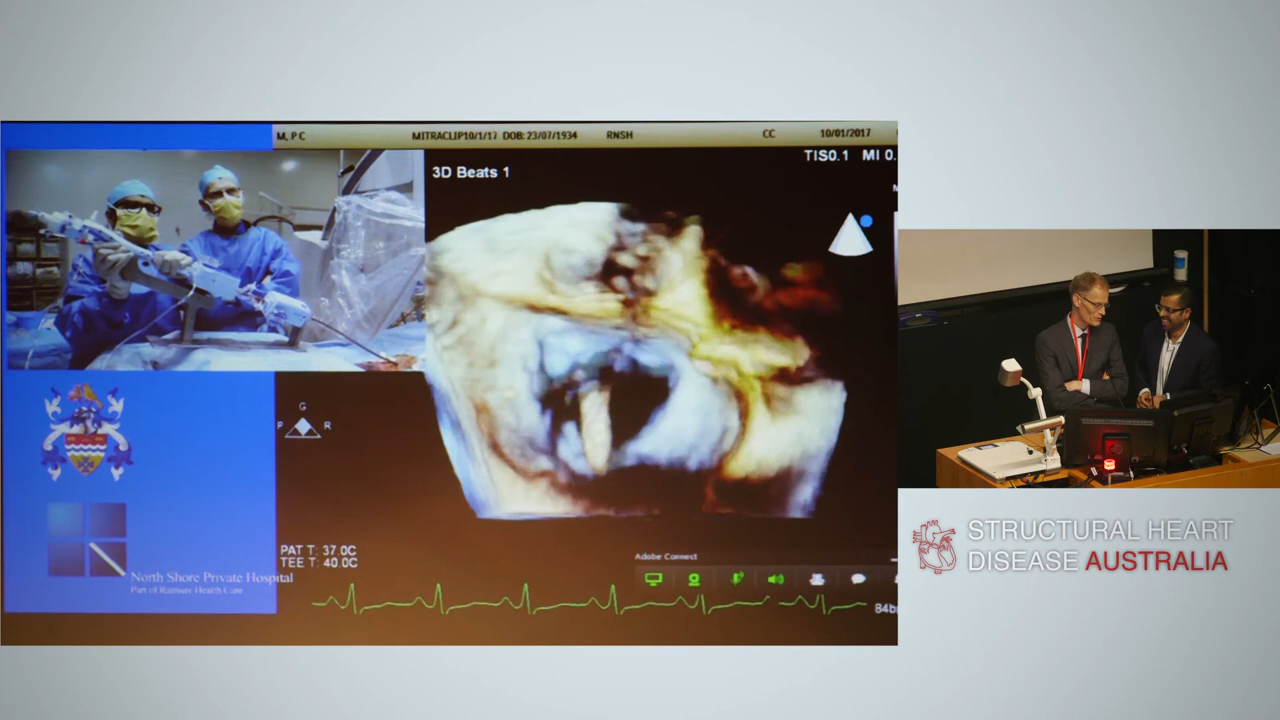 M, P C MITRACLIP10/1/17 DOB: 23/07/1934 RNSH CC 10/01/2017
TIS0.1 MI 0.
3D Beats 1
G
P R
PAT T: 37.0C
TEE T: 40.0C
North Shore Private Hospital
Part of Ramsay Health Care
Adobe Connect
84b
STRUCTURAL HEART
DISEASE AUSTRALIA